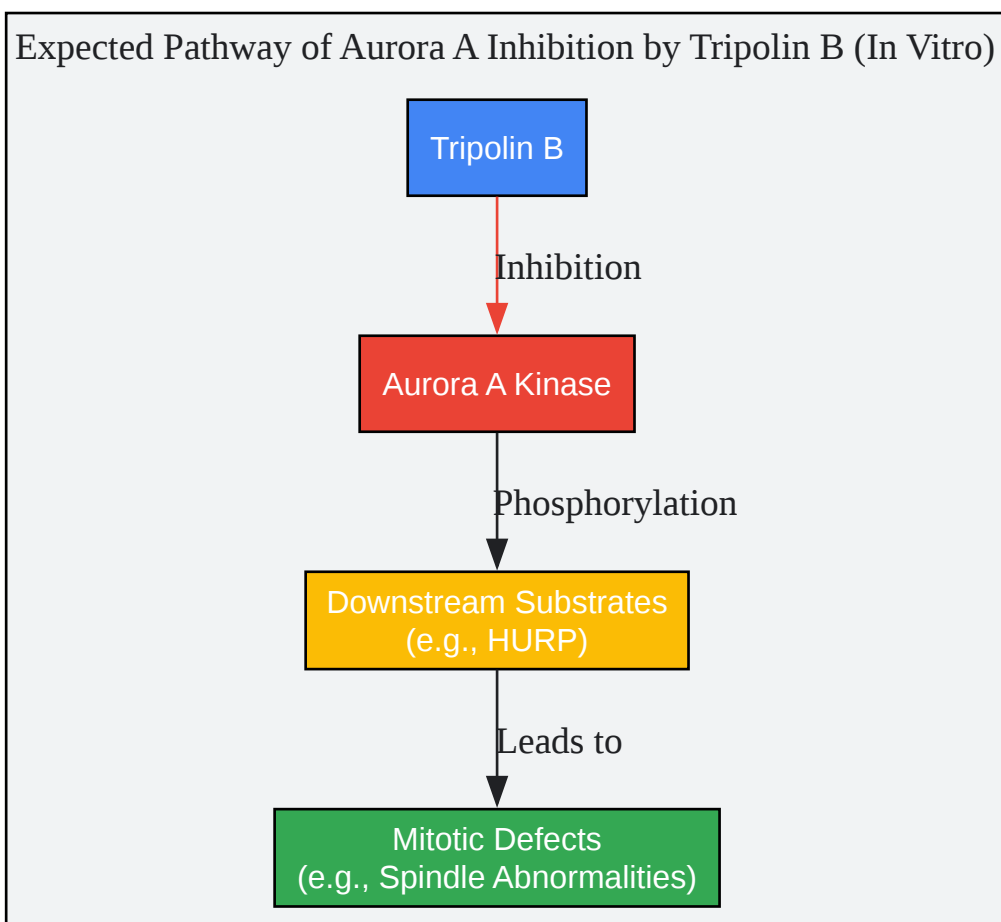 Expected Pathway of Aurora A Inhibition by Tripolin B (In Vitro)
Tripolin B
Inhibition
Aurora A Kinase
Phosphorylation
Downstream Substrates
(e.g., HURP)
Leads to
Mitotic Defects
(e.g., Spindle Abnormalities)